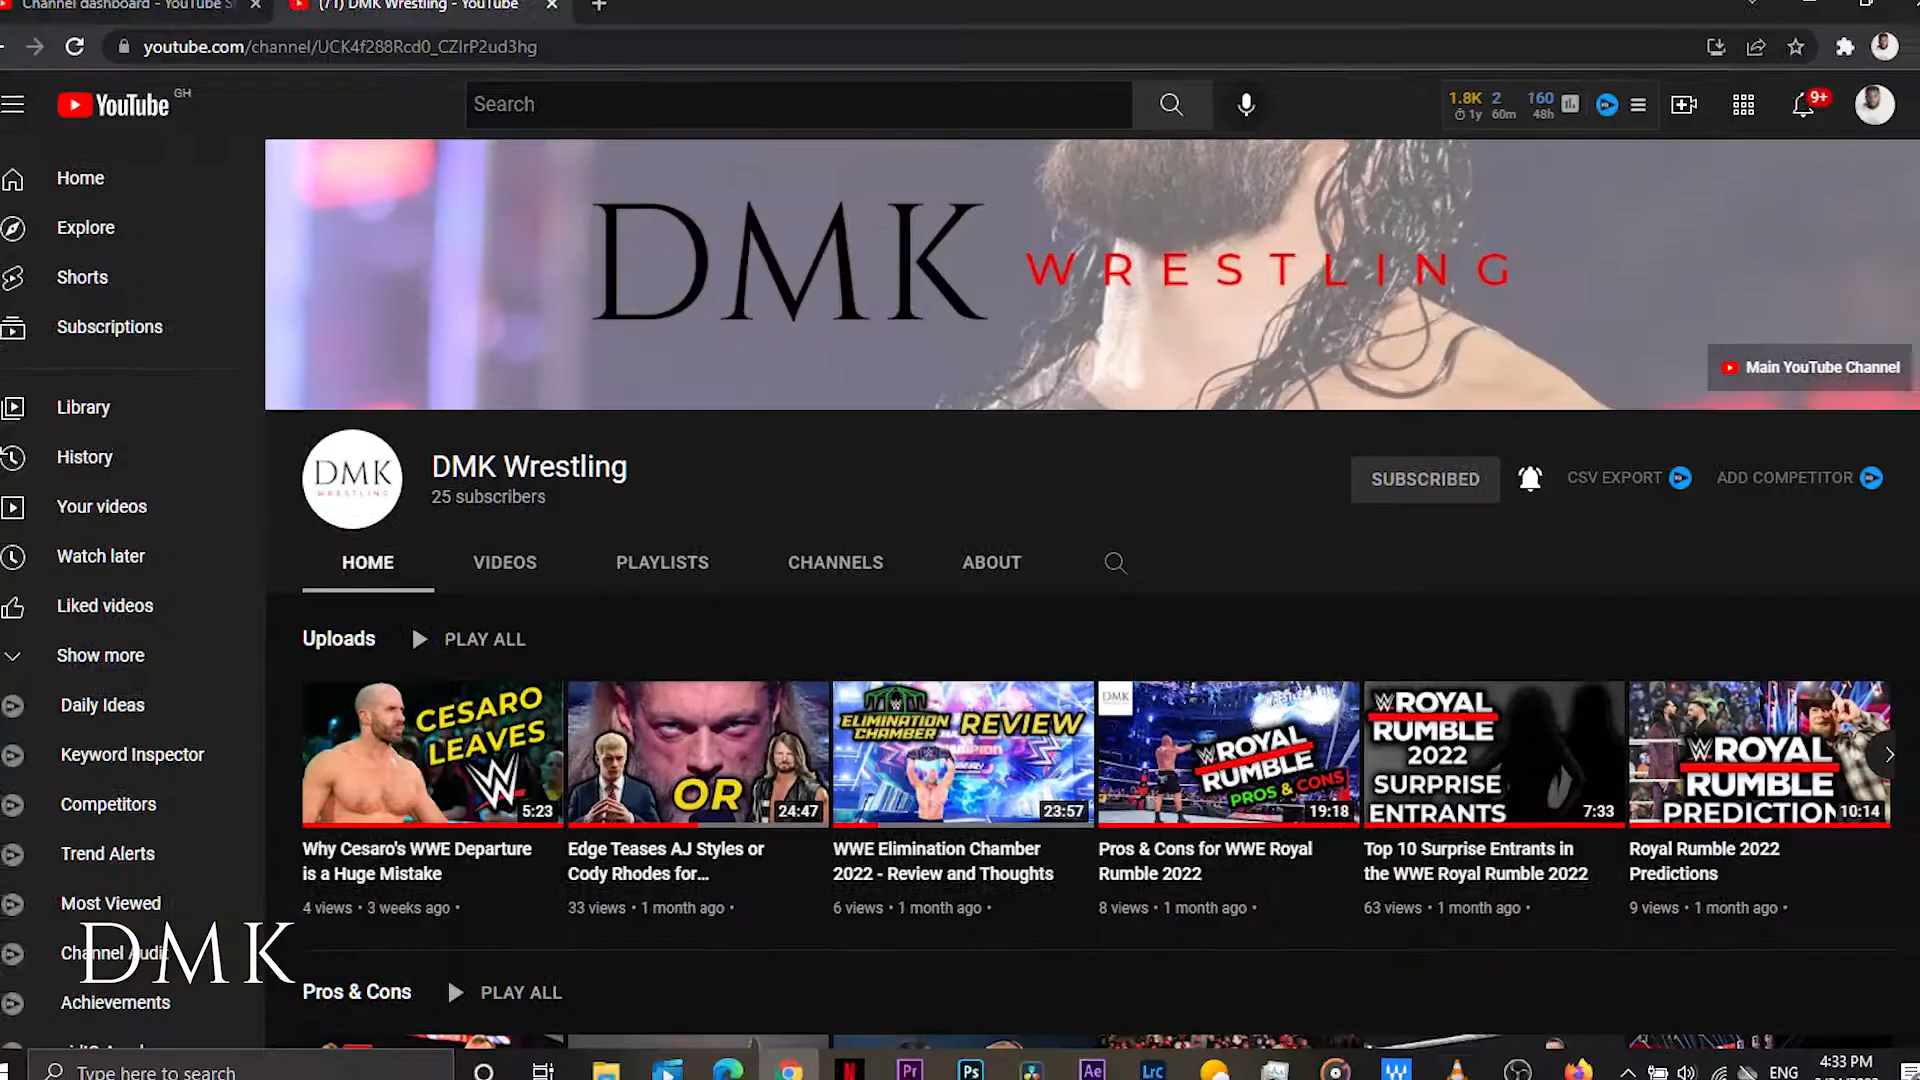 Channel dashboard - YouTube St
(71) DMK Wrestling - YouTube
youtube.com/channel/UCK4f288Rcd0_CZIrP2ud3hg
YouTube GH
Search
1.8K 2 160
1y 60m 48h
9+
Home
Explore
Shorts
Subscriptions
Library
History
Your videos
Watch later
Liked videos
Show more
Daily Ideas
Keyword Inspector
Competitors
Trend Alerts
Most Viewed
Channel Audit
Achievements
DMK
DMK WRESTLING
Main YouTube Channel
DMK
WRESTLING
DMK Wrestling
25 subscribers
SUBSCRIBED
CSV EXPORT
ADD COMPETITOR
HOME VIDEOS PLAYLISTS CHANNELS ABOUT
Uploads PLAY ALL
CESARO
LEAVES
W
5:23
Why Cesaro's WWE Departure
is a Huge Mistake
4 views • 3 weeks ago •
OR
24:47
Edge Teases AJ Styles or
Cody Rhodes for...
33 views • 1 month ago •
ELIMINATION
CHAMBER
REVIEW
23:57
WWE Elimination Chamber
2022 - Review and Thoughts
6 views • 1 month ago •
DMK
ROYAL
RUMBLE
PROS & CONS
19:18
Pros & Cons for WWE Royal
Rumble 2022
8 views • 1 month ago •
ROYAL
RUMBLE
2022
SURPRISE
ENTRANTS
7:33
Top 10 Surprise Entrants in
the WWE Royal Rumble 2022
63 views • 1 month ago •
ROYAL
RUMBLE
PREDICTION
10:14
Royal Rumble 2022
Predictions
9 views • 1 month ago •
Pros & Cons PLAY ALL
Type here to search
Pr
Ps
Ae
Lrc
ENG
4:33 PM